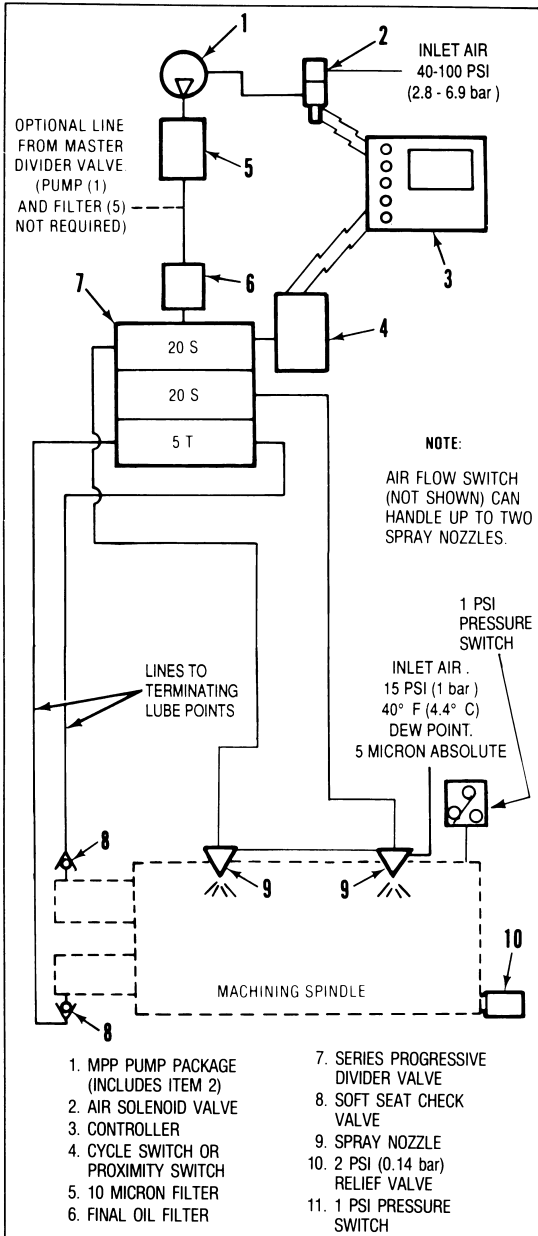 1
2
INLET AIR
40-100 PSI
(2.8 - 6.9 bar )
OPTIONAL LINE
FROM MASTER
DIVIDER VALVE.
(PUMP (1)
AND FILTER (5)
NOT REQUIRED)
5
3
6
7
4
20 S
20 S
5 T
NOTE:
AIR FLOW SWITCH
(NOT SHOWN) CAN
HANDLE UP TO TWO
SPRAY NOZZLES.
1 PSI
PRESSURE
SWITCH
LINES TO
TERMINATING
LUBE POINTS
INLET AIR .
15 PSI (1 bar )
40° F (4.4° C)
DEW POINT.
5 MICRON ABSOLUTE
8
9
9
10
MACHINING SPINDLE
8
1. MPP PUMP PACKAGE
(INCLUDES ITEM 2)
2. AIR SOLENOID VALVE
3. CONTROLLER
4. CYCLE SWITCH OR
PROXIMITY SWITCH
5. 10 MICRON FILTER
6. FINAL OIL FILTER
7. SERIES PROGRESSIVE
DIVIDER VALVE
8. SOFT SEAT CHECK
VALVE
9. SPRAY NOZZLE
10. 2 PSI (0.14 bar)
RELIEF VALVE
11. 1 PSI PRESSURE
SWITCH